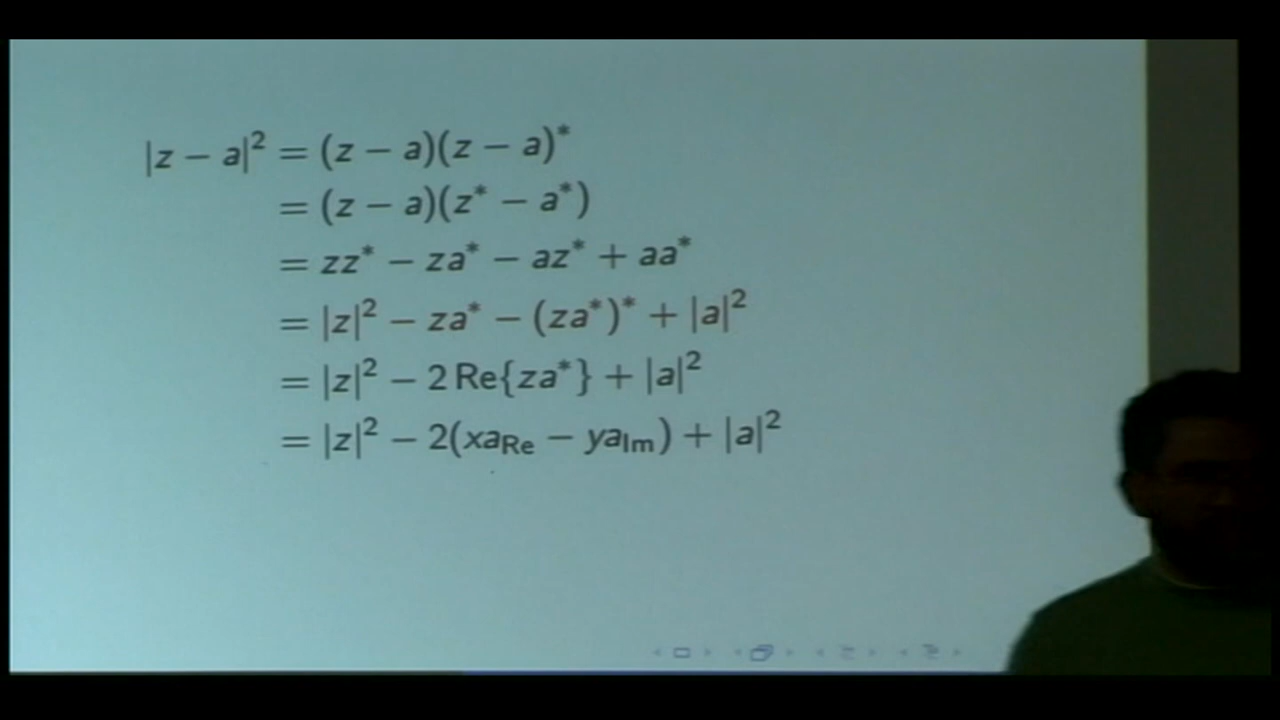 |z − a|² = (z − a)(z − a)*
= (z − a)(z* − a*)
= zz* − za* − az* + aa*
= |z|² − za* − (za*)* + |a|²
= |z|² − 2 Re{za*} + |a|²
= |z|² − 2(xa_Re − ya_Im) + |a|²